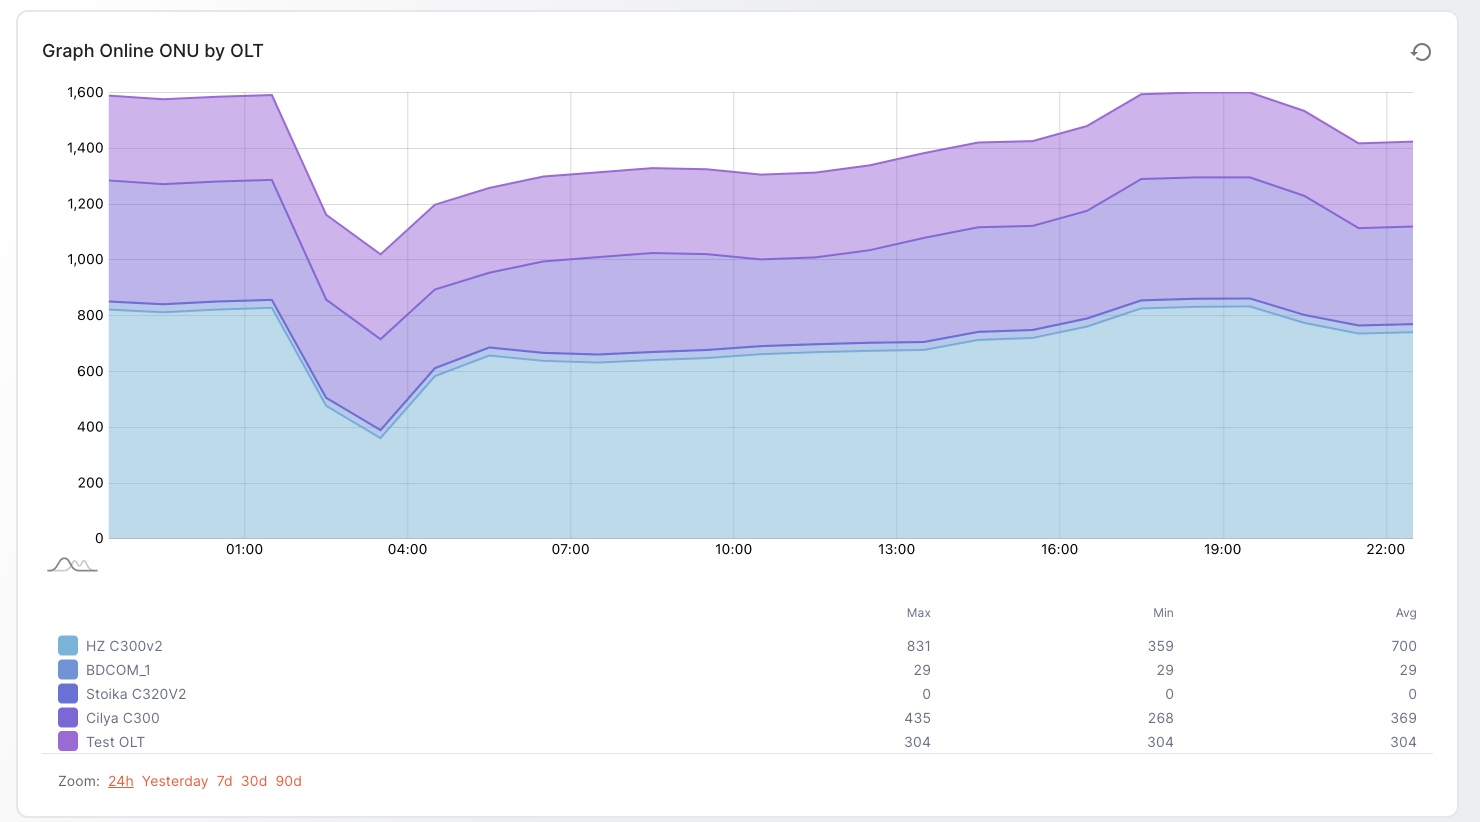 Graph Online ONU by OLT
1,600
1,400
1,200
1,000
800
600
400
200
0
01:00 04:00 07:00 10:00 13:00 16:00 19:00 22:00
Max Min Avg
HZ C300v2 831 359 700
BDCOM_1 29 29 29
Stoika C320V2 0 0 0
Cilya C300 435 268 369
Test OLT 304 304 304
Zoom: 24h Yesterday 7d 30d 90d